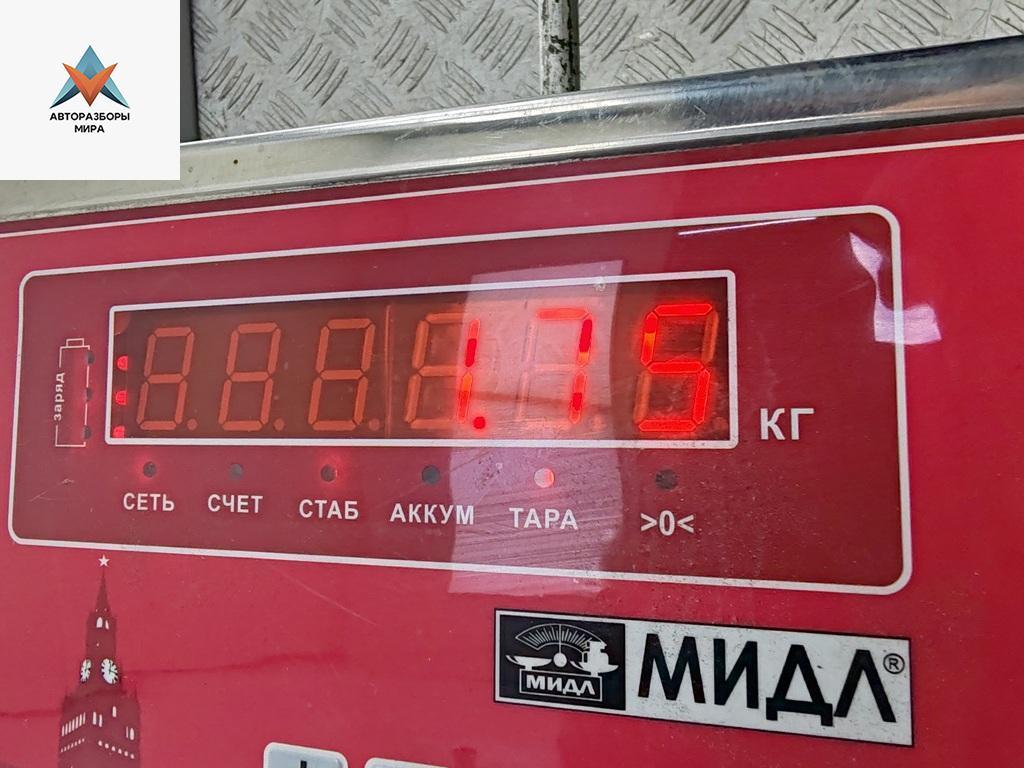 АВТОРАЗБОРЫ
МИРА
заряд
1.75
КГ
СЕТЬ СЧЕТ СТАБ АККУМ ТАРА >0<
МИДЛ
МИДЛ®